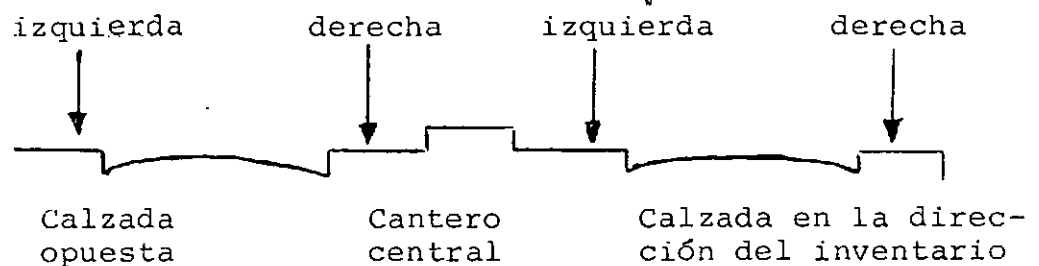 izquierda derecha izquierda derecha
Calzada Cantero Calzada en la direc-
opuesta central ción del inventario